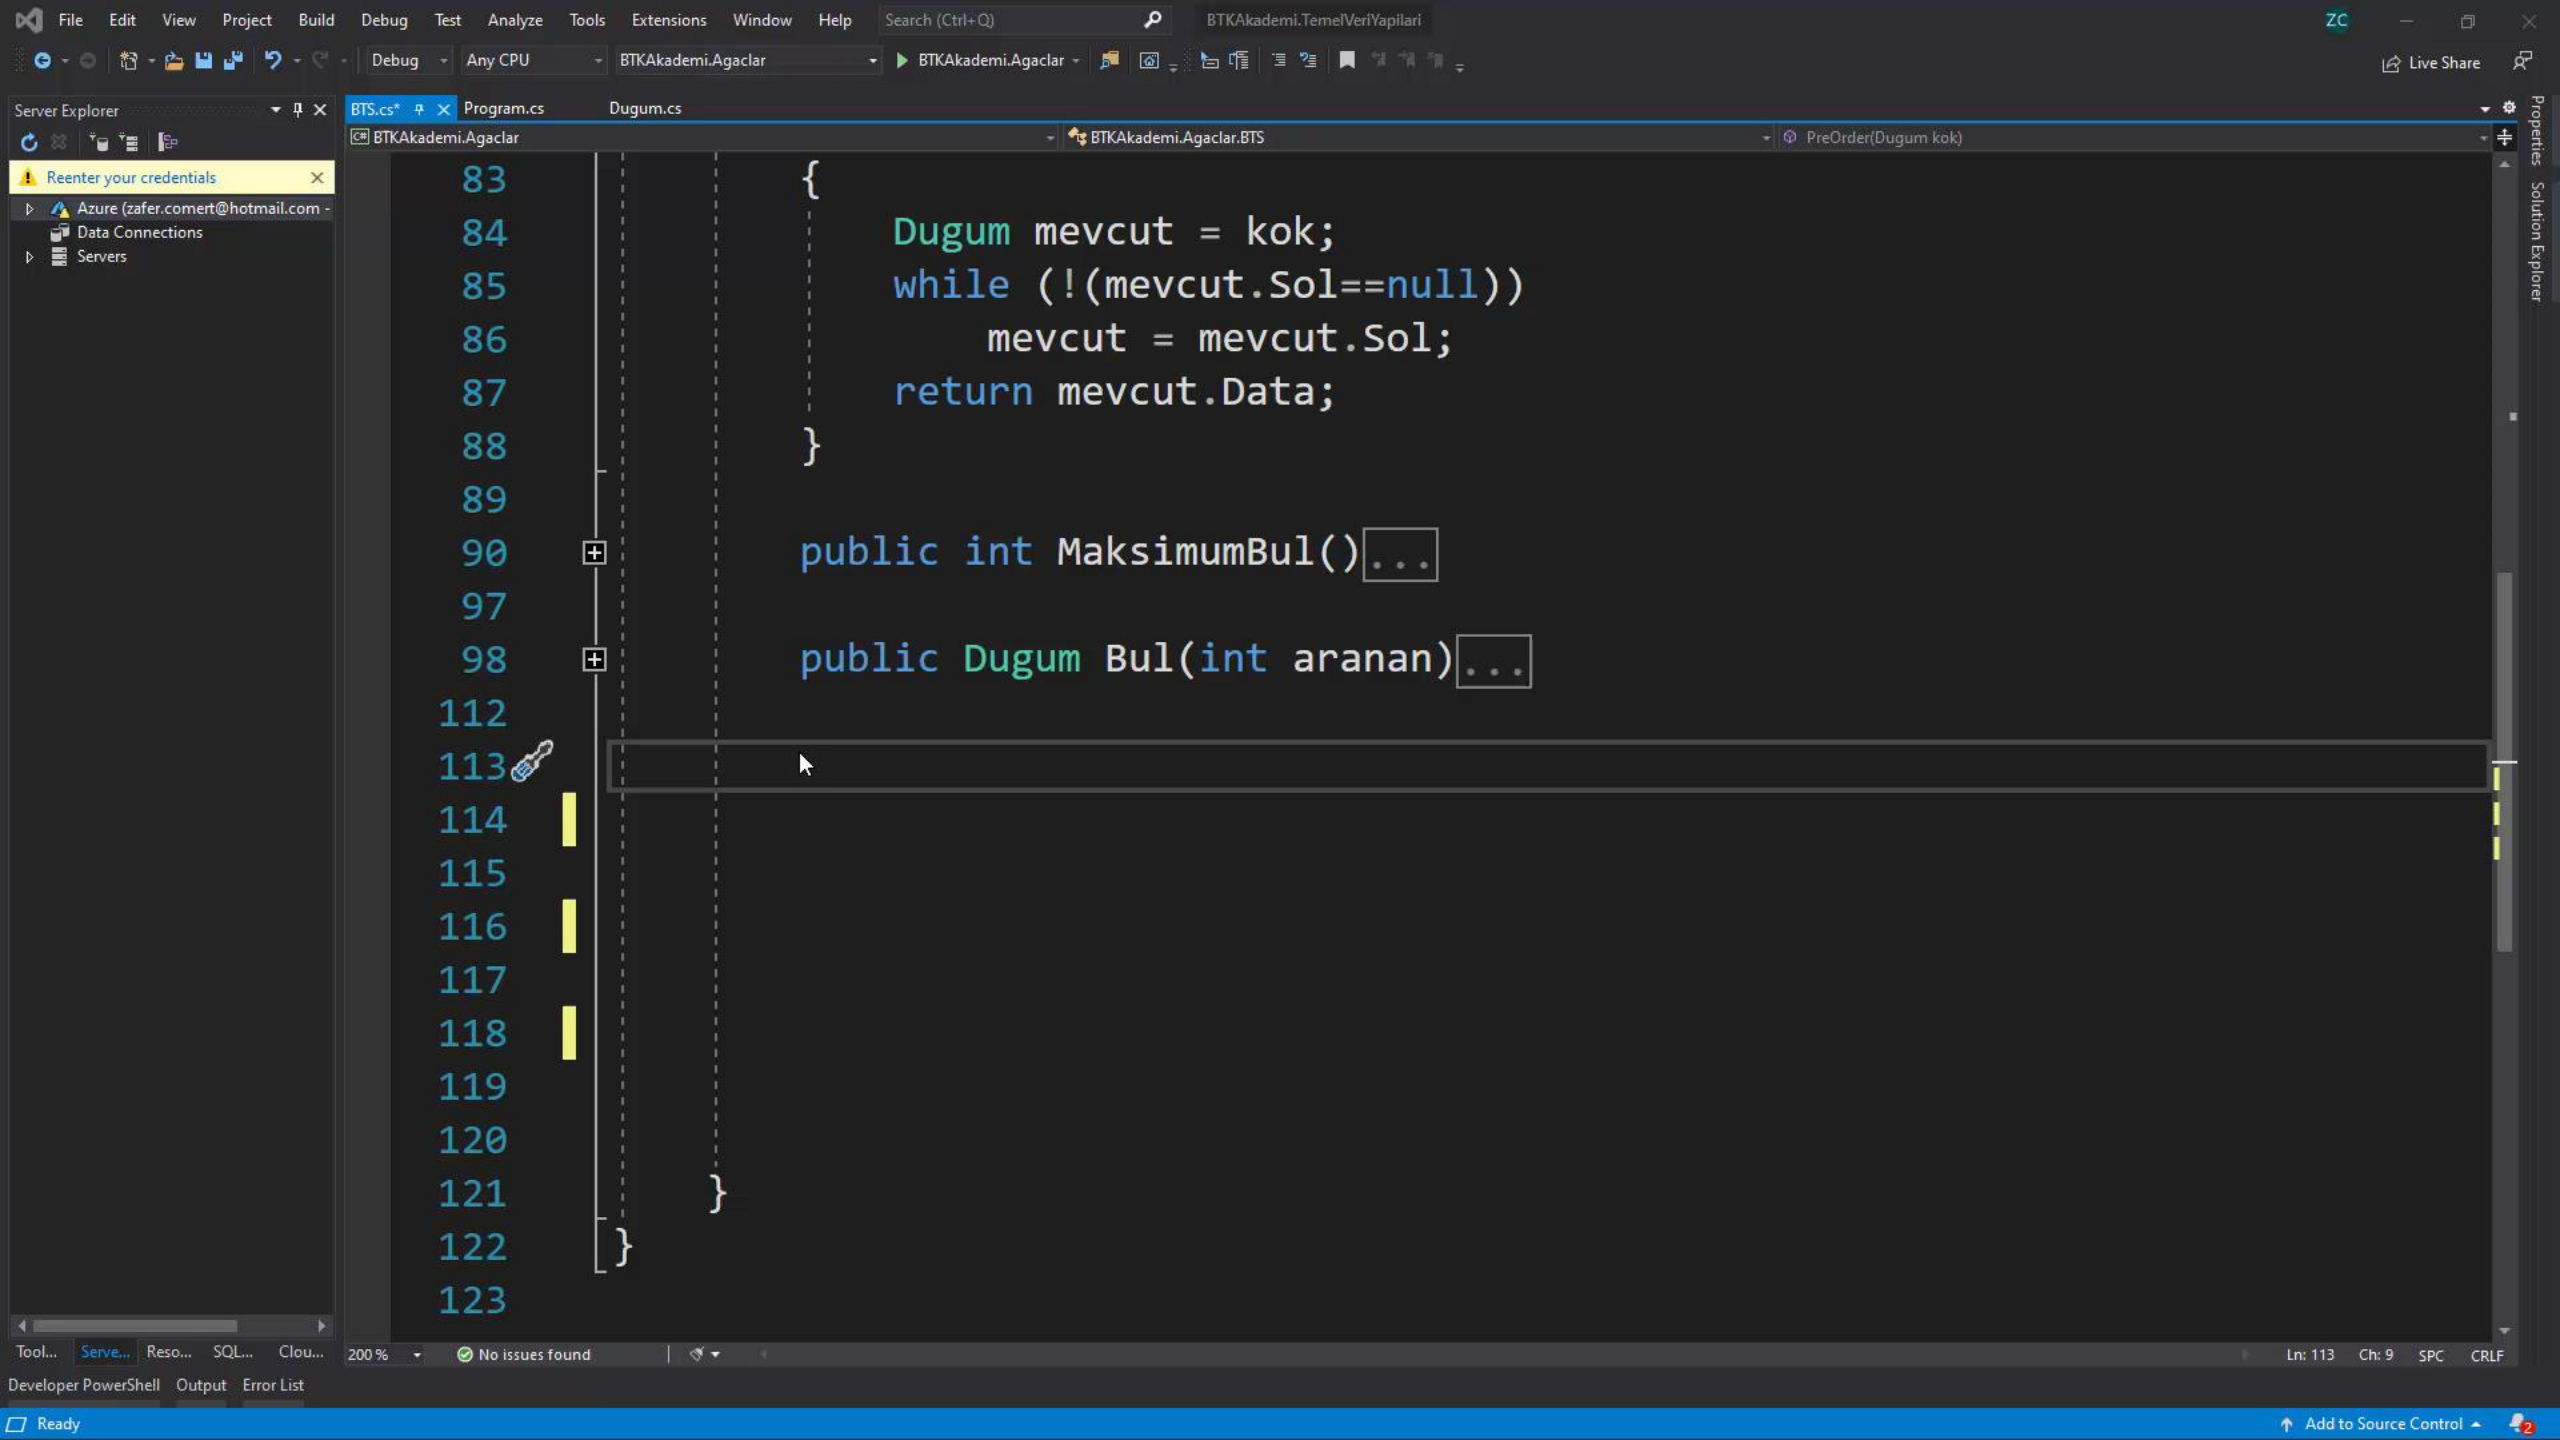 File Edit View Project Build Debug Test Analyze Tools Extensions Window Help Search (Ctrl+Q) BTKAkademi.TemelVeriYapilari ZC
Debug Any CPU BTKAkademi.Agaclar BTKAkademi.Agaclar Live Share
Server Explorer
Reenter your credentials
Azure (zafer.comert@hotmail.com -
Data Connections
Servers
BTS.cs* Program.cs Dugum.cs
C# BTKAkademi.Agaclar BTKAkademi.Agaclar.BTS PreOrder(Dugum kok)
83 {
84 Dugum mevcut = kok;
85 while (!(mevcut.Sol==null))
86 mevcut = mevcut.Sol;
87 return mevcut.Data;
88 }
89
90 public int MaksimumBul()...
97
98 public Dugum Bul(int aranan)...
112
113
114
115
116
117
118
119
120
121 }
122 }
123
Properties
Solution Explorer
Tool... Serve... Reso... SQL... Clou...
200 % No issues found Ln: 113 Ch: 9 SPC CRLF
Developer PowerShell Output Error List
Ready Add to Source Control 2